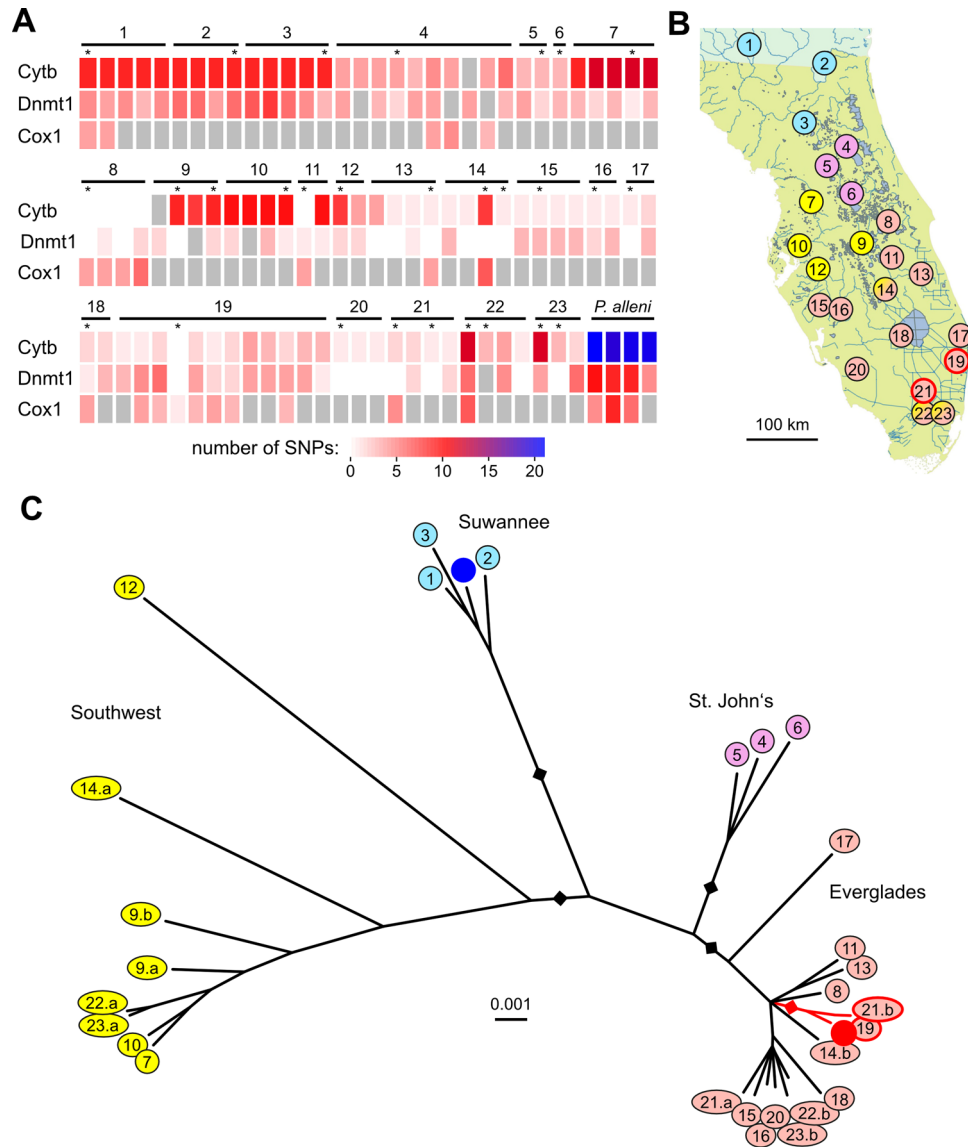 A
1 2 3 4 5 6 7
* * * * * * *
Cytb
Dnmt1
Cox1
8 9 10 11 12 13 14 15 16 17
* * * * * * * * * * * *
Cytb
Dnmt1
Cox1
18 19 20 21 22 23 P. alleni
* * * * * * * * *
Cytb
Dnmt1
Cox1
number of SNPs:
0 5 10 15 20
B
1
2
3
4
5
6
7
8
9
10
11
12
13
14
15 16
17
18
19
20
21
22 23
100 km
C
Suwannee
3
2
1
12
St. John‘s
Southwest
6
4
5
14.a
17
Everglades
9.b
11
9.a
13
8
22.a
21.b
0.001
23.a
19
10
14.b
7
21.a
18
15 20 22.b
16 23.b